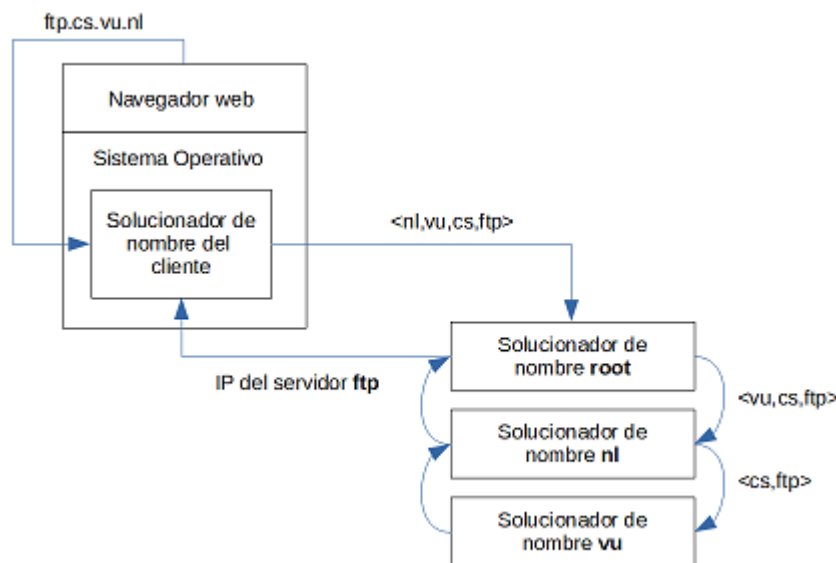 ftp.cs.vu.nl
Navegador web
Sistema Operativo
Solucionador de
nombre del
cliente
<nl,vu,cs,ftp>
Solucionador de
nombre root
IP del servidor ftp
<vu,cs,ftp>
Solucionador de
nombre nl
<cs,ftp>
Solucionador de
nombre vu